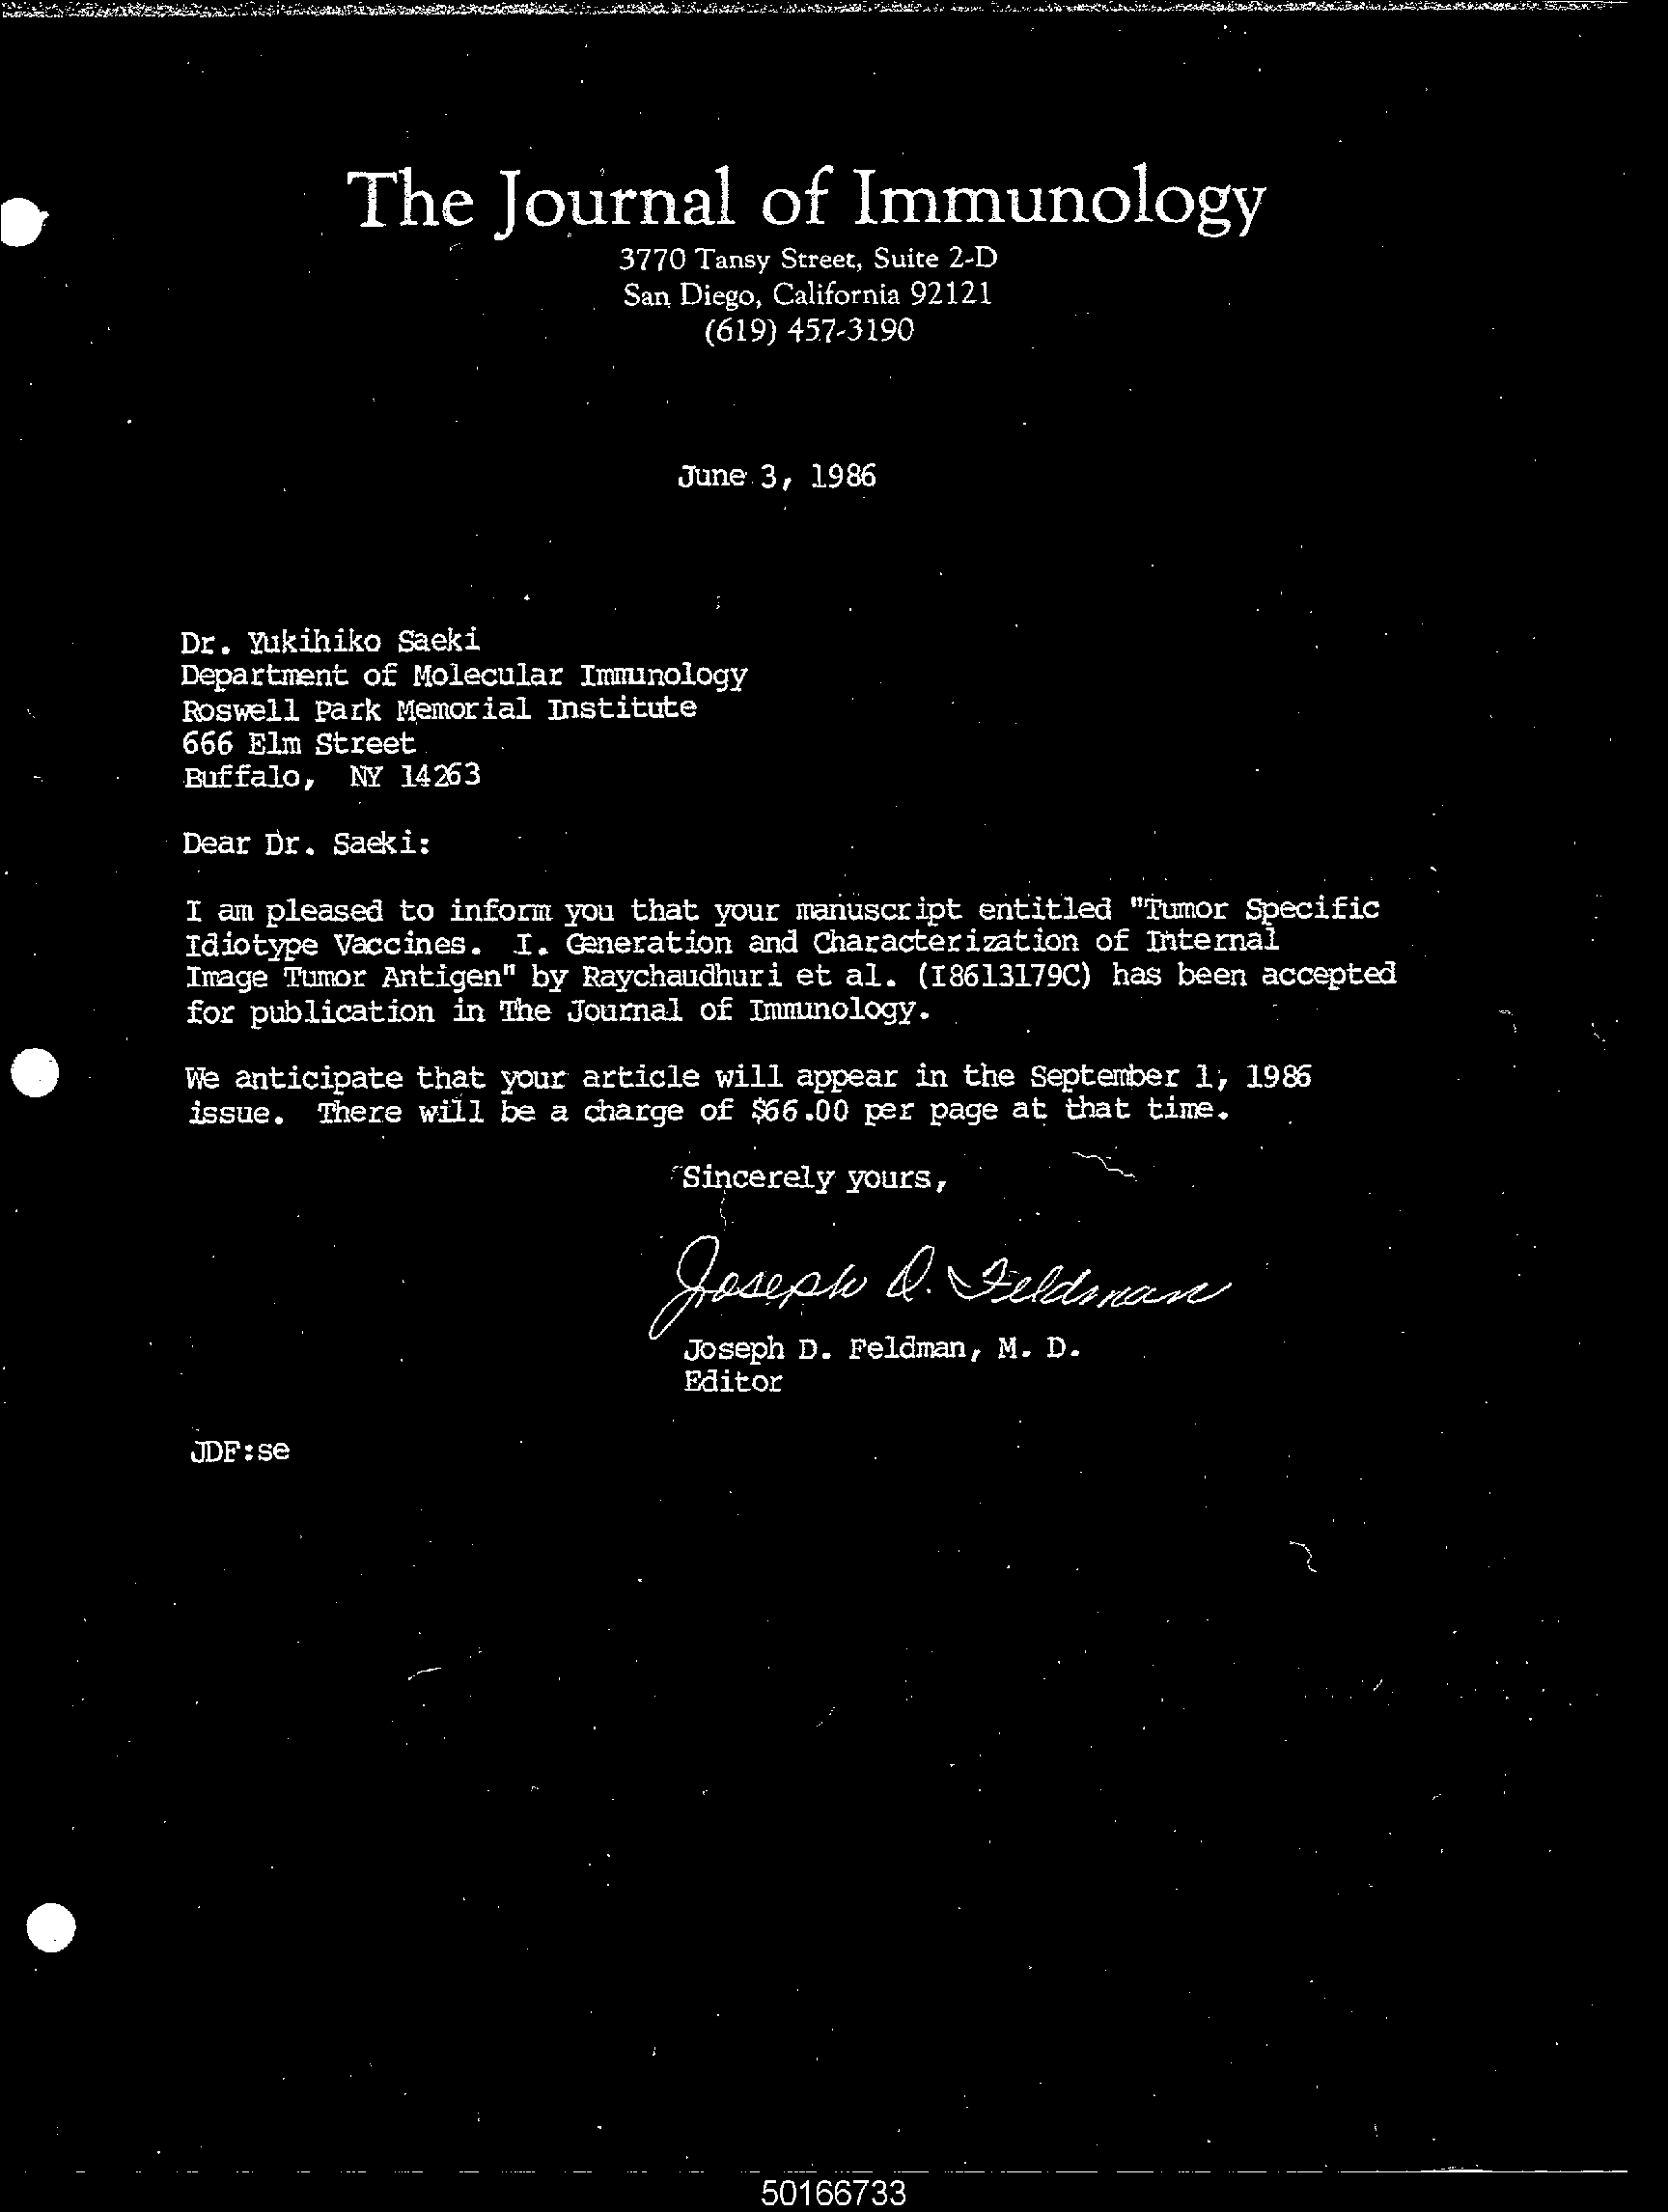 The Journal of Immunology
3770 Tansy Street, Suite 2-D
San Diego, California 92121
(619) 457-3190
June 3, 1986
Dr. Yukihiko Saeki
Department of Molecular Immunology
Roswell Park Memorial Institute
666 Elm Street
Buffalo, NY 14263
Dear Dr. Saeki:
I am pleased to inform you that your manuscript entitled "Tumor Specific
Idiotype Vaccines. I. Generation and Characterization of Internal
Image Tumor Antigen" by Raychaudhuri et al. (I8613179C) has been accepted
for publication in The Journal of Immunology.
We anticipate that your article will appear in the September 1, 1986
issue. There will be a charge of $66.00 per page at that time.
Sincerely yours,
Joseph D. Feldman
Joseph D. Feldman, M. D.
Editor
JDF:se
50166733